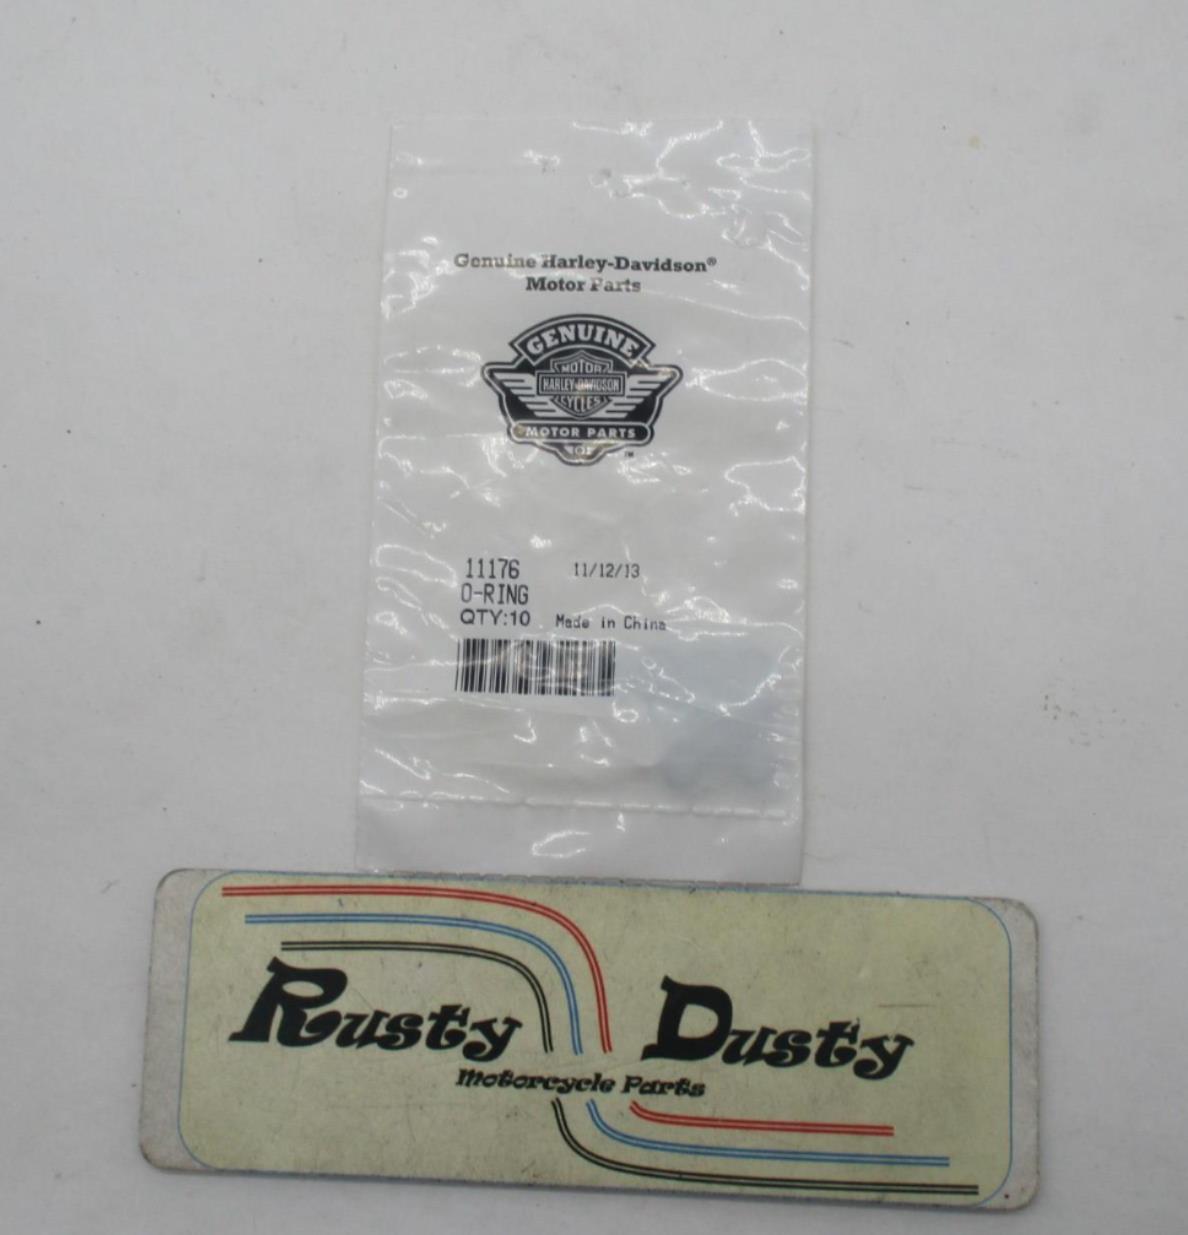 Genuine Harley-Davidson®
Motor Parts
GENUINE
MOTOR
HARLEY-DAVIDSON
CYCLES
MOTOR PARTS
TM
11176 11/12/13
O-RING
QTY:10 Made in China
Rusty Dusty
Motorcycle Parts